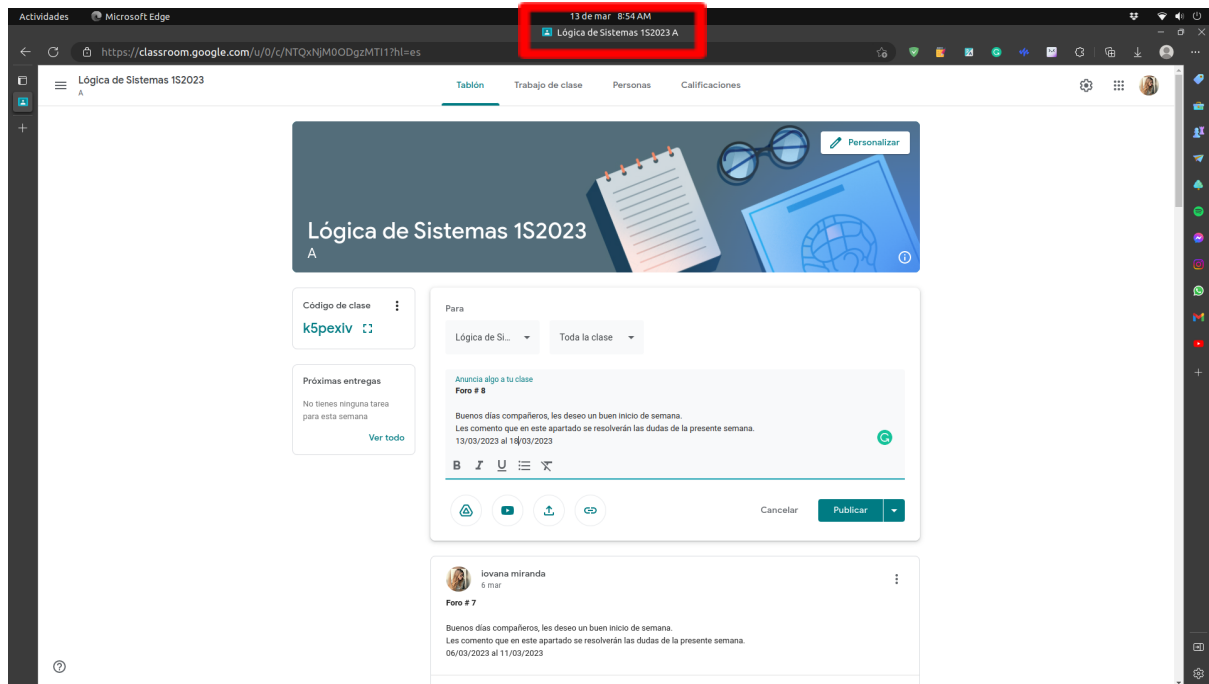 Actividades
Microsoft Edge
13 de mar 8:54 AM
Lógica de Sistemas 1S2023 A
https://classroom.google.com/u/0/c/NTQxNjM0ODgzMTI1?hl=es
Lógica de Sistemas 1S2023
A
Tablón
Trabajo de clase
Personas
Calificaciones
Personalizar
Lógica de Sistemas 1S2023
A
Código de clase
k5pexiv
Próximas entregas
No tienes ninguna tarea
para esta semana
Ver todo
Para
Lógica de Si...
Toda la clase
Anuncia algo a tu clase
Foro # 8
Buenos días compañeros, les deseo un buen inicio de semana.
Les comento que en este apartado se resolverán las dudas de la presente semana.
13/03/2023 al 18/03/2023
B I U
Cancelar
Publicar
iovana miranda
6 mar
Foro # 7
Buenos días compañeros, les deseo un buen inicio de semana.
Les comento que en este apartado se resolverán las dudas de la presente semana.
06/03/2023 al 11/03/2023